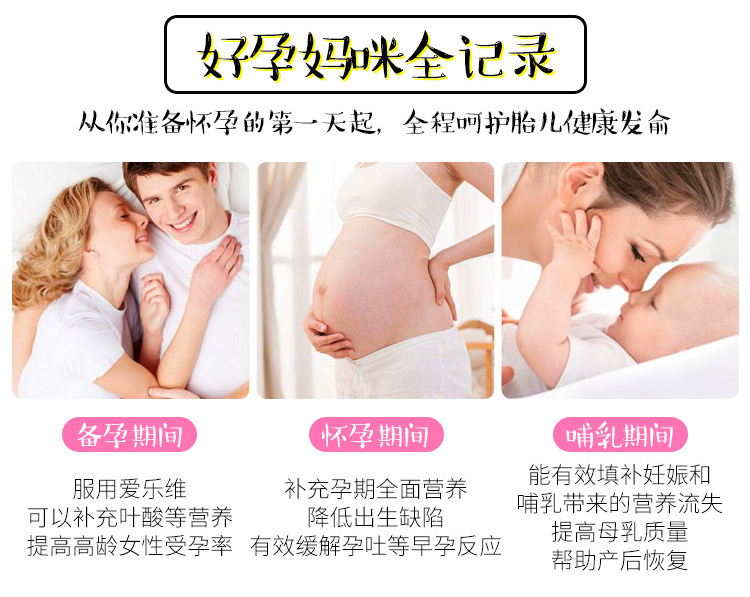 好孕妈咪全记录
从你准备怀孕的第一天起，全程呵护胎儿健康发俞
备孕期间
服用爱乐维
可以补充叶酸等营养
提高高龄女性受孕率
怀孕期间
补充孕期全面营养
降低出生缺陷
有效缓解孕吐等早孕反应
哺乳期间
能有效填补妊娠和
哺乳带来的营养流失
提高母乳质量
帮助产后恢复